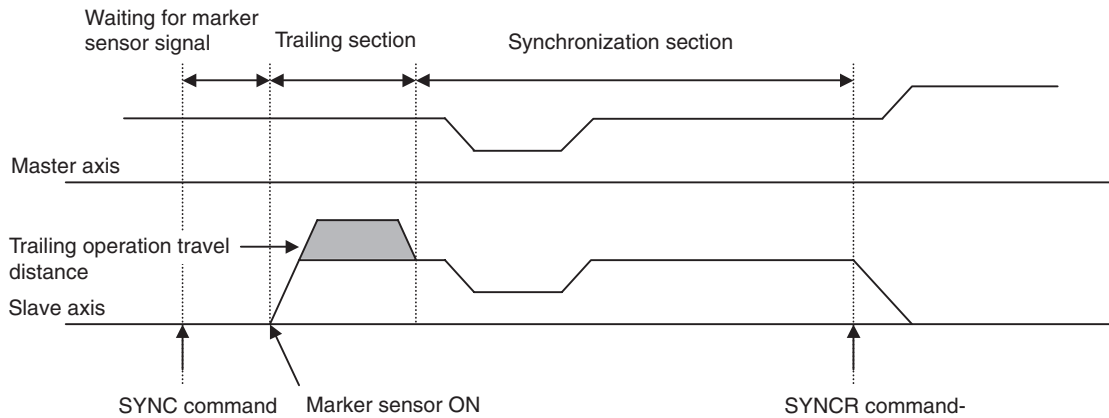 Waiting for marker
sensor signal
Trailing section
Synchronization section
Master axis
Trailing operation travel
distance
Slave axis
SYNC command
Marker sensor ON
SYNCR command-